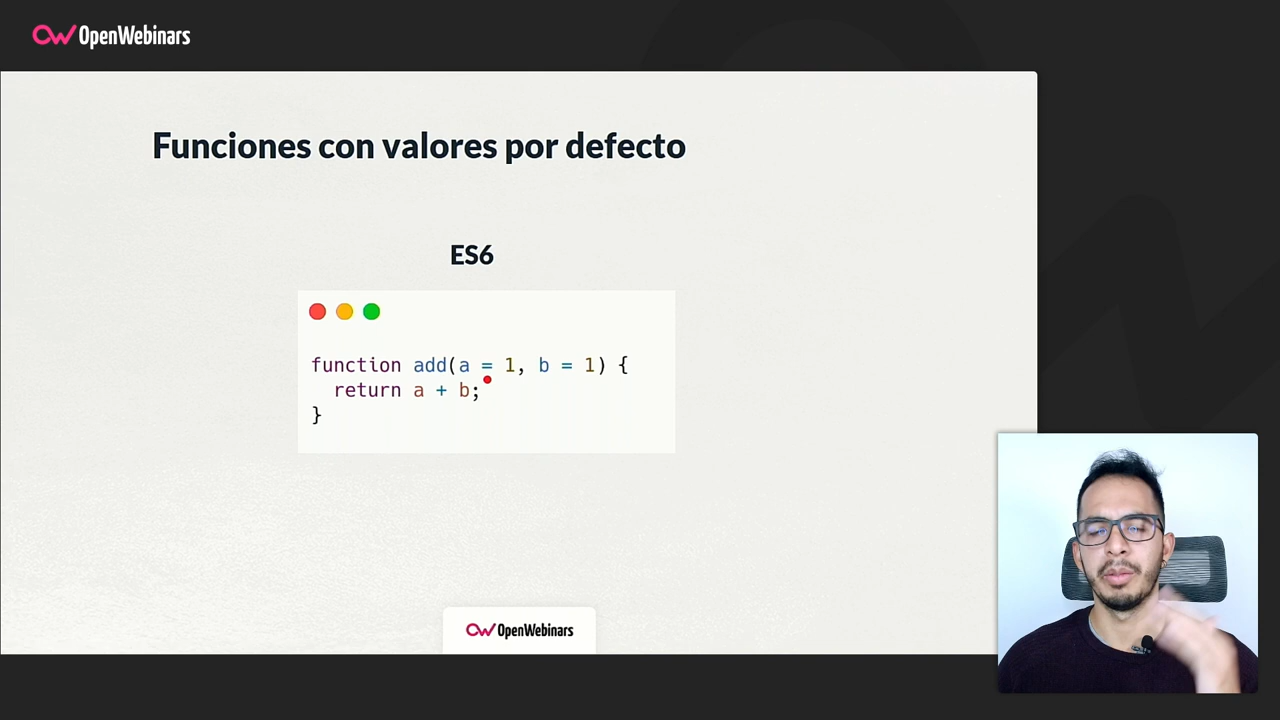 OpenWebinars
Funciones con valores por defecto
ES6
function add(a = 1, b = 1) {
  return a + b;
}
OpenWebinars